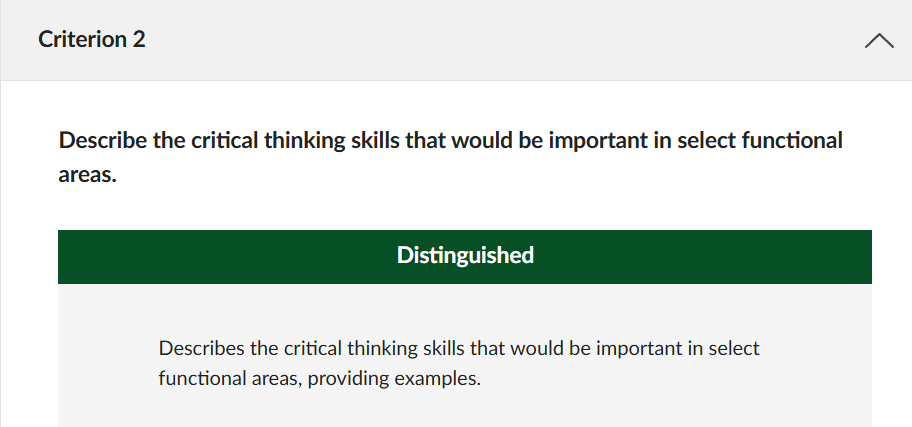 Criterion 2
Describe the critical thinking skills that would be important in select functional
areas.
Distinguished
Describes the critical thinking skills that would be important in select
functional areas, providing examples.